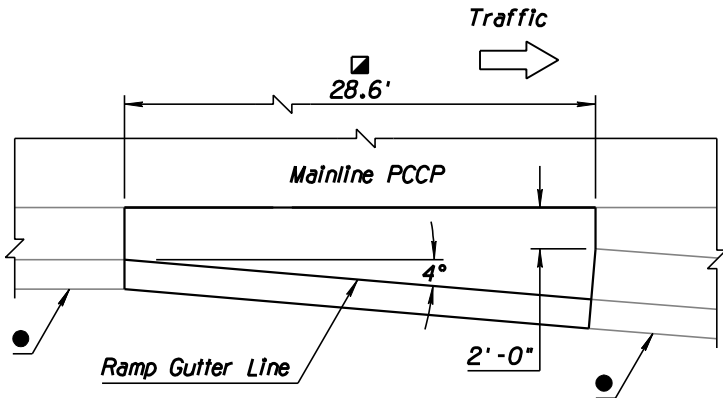 Traffic
28.6'
Mainline PCCP
4°
2'-0"
Ramp Gutter Line